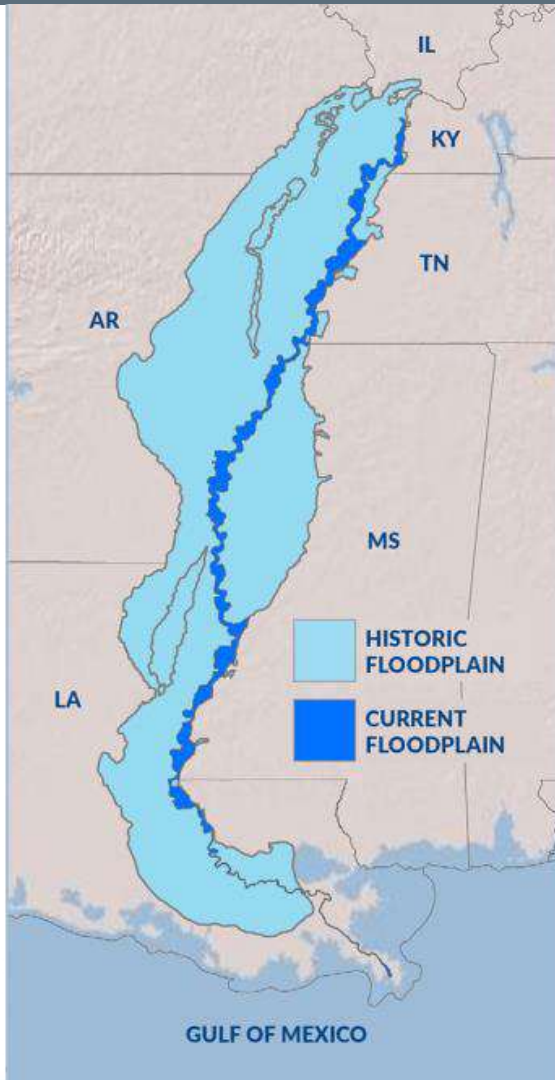 IL
KY
TN
AR
MS
HISTORIC
FLOODPLAIN
LA
CURRENT
FLOODPLAIN
GULF OF MEXICO